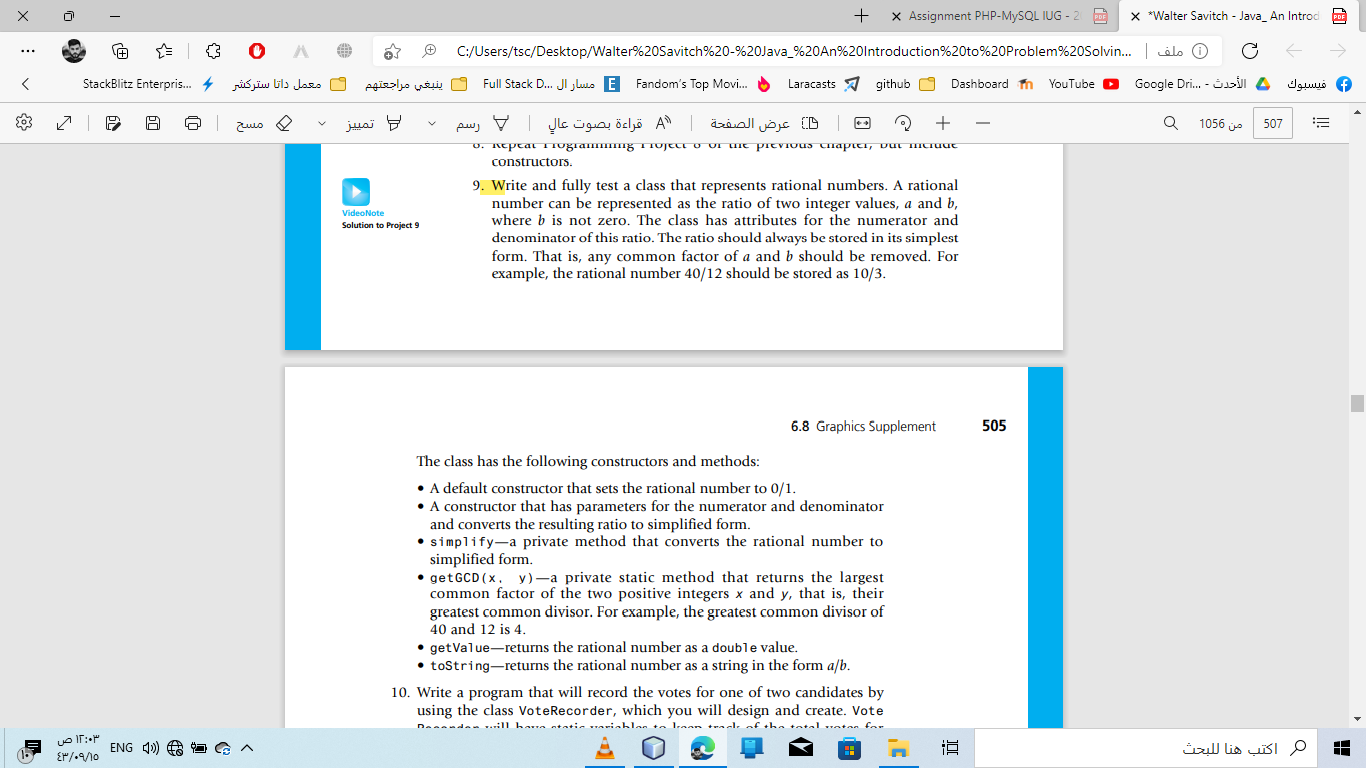 Assignment PHP-MySQL IUG - 2
*Walter Savitch - Java_ An Introd
C:/Users/tsc/Desktop/Walter%20Savitch%20-%20Java_%20An%20Introduction%20to%20Problem%20Solvin...
ملف
StackBlitz Enterpris...
معمل داتا ستركشر
ينبغي مراجعتهم
Full Stack D... مسار ال
Fandom's Top Movi...
Laracasts
github
Dashboard
YouTube
Google Dri... - الأحدث
فيسبوك
مسح
تمييز
رسم
قراءة بصوت عالٍ
عرض الصفحة
من 1056
507
8. Repeat Programming Project 8 of the previous chapter, but include
constructors.
VideoNote
Solution to Project 9
9. Write and fully test a class that represents rational numbers. A rational
number can be represented as the ratio of two integer values, a and b,
where b is not zero. The class has attributes for the numerator and
denominator of this ratio. The ratio should always be stored in its simplest
form. That is, any common factor of a and b should be removed. For
example, the rational number 40/12 should be stored as 10/3.
6.8 Graphics Supplement 505
The class has the following constructors and methods:
• A default constructor that sets the rational number to 0/1.
• A constructor that has parameters for the numerator and denominator
and converts the resulting ratio to simplified form.
• simplify—a private method that converts the rational number to
simplified form.
• getGCD(x, y)—a private static method that returns the largest
common factor of the two positive integers x and y, that is, their
greatest common divisor. For example, the greatest common divisor of
40 and 12 is 4.
• getValue—returns the rational number as a double value.
• toString—returns the rational number as a string in the form a/b.
10. Write a program that will record the votes for one of two candidates by
using the class VoteRecorder, which you will design and create. Vote
Recorder will have static variables to keep track of the total votes for
١٢:٠٣ ص
٤٣/٠٩/١٥
ENG
اكتب هنا للبحث